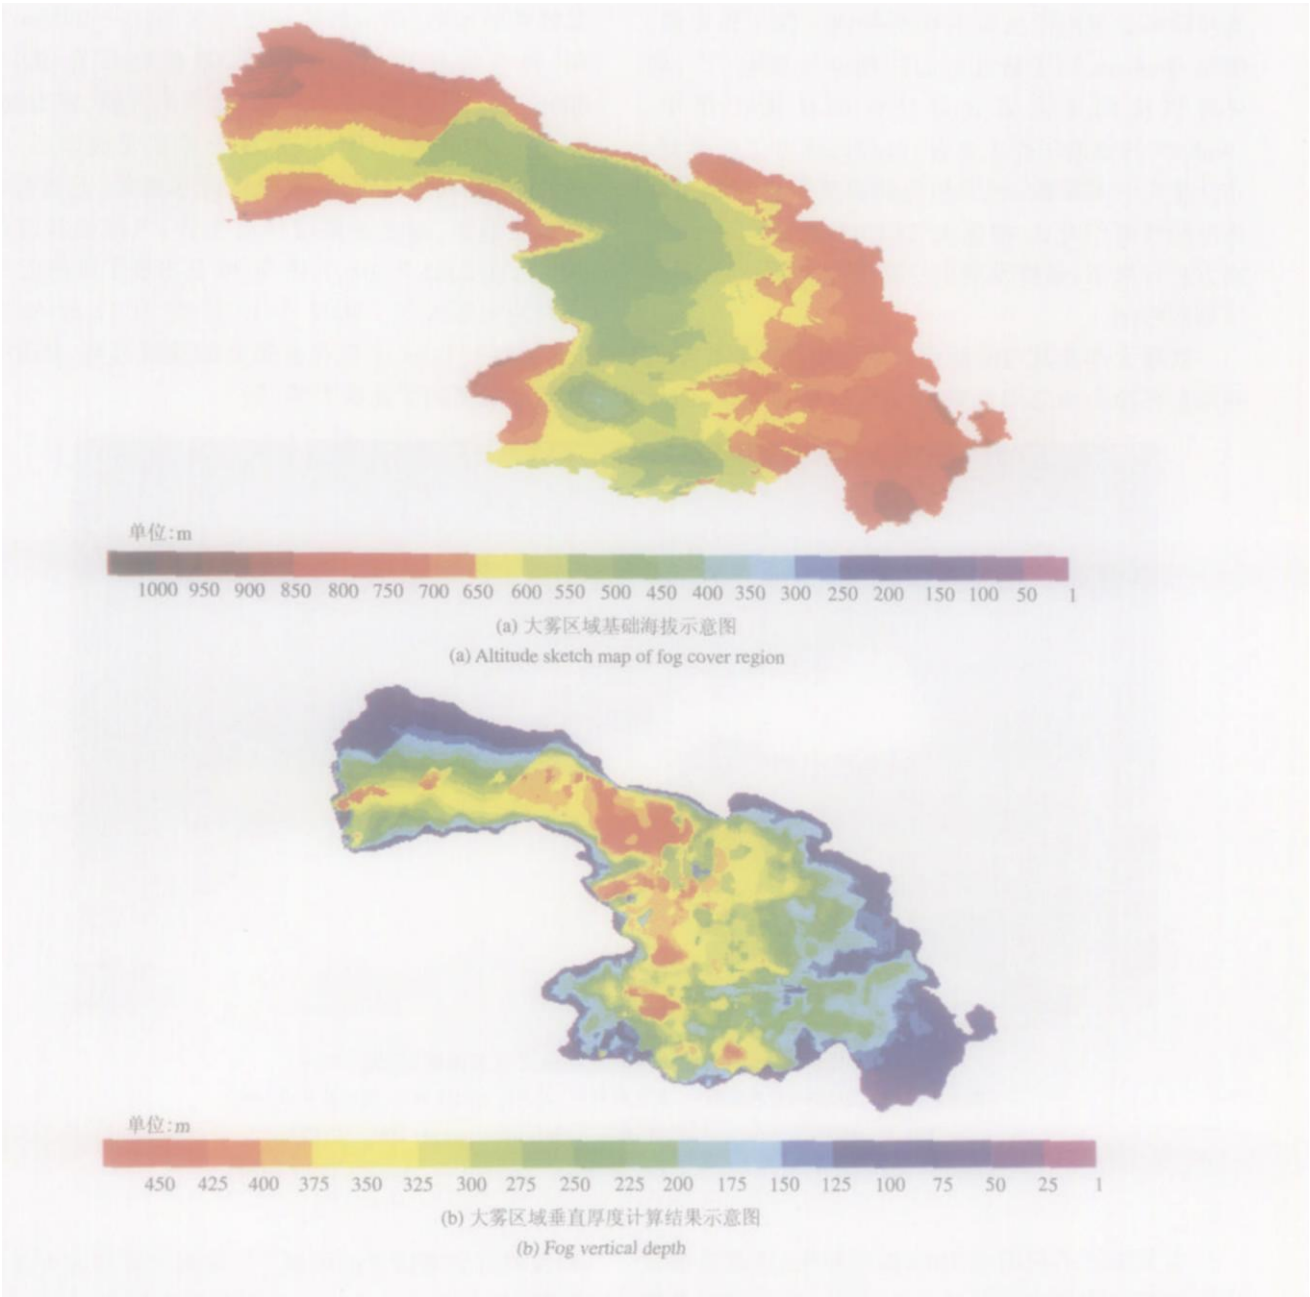 单位:m
1000 950 900 850 800 750 700 650 600 550 500 450 400 350 300 250 200 150 100 50 1
(a) 大雾区域基础海拔示意图
(a) Altitude sketch map of fog cover region
单位:m
450 425 400 375 350 325 300 275 250 225 200 175 150 125 100 75 50 25 1
(b) 大雾区域垂直厚度计算结果示意图
(b) Fog vertical depth